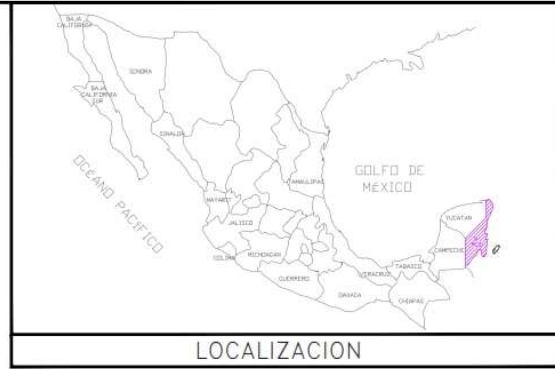 BAJA
CALIFORNIA
SONORA
BAJA
CALIFORNIA
SUR
SINALOA
OCÉANO PACIFICO
GOLFO DE
MÉXICO
TAMAULIPAS
NAYARIT
JALISCO
COLIMA
MICHOACAN
GUERRERO
OAXACA
VERACRUZ
TABASCO
CHIAPAS
CAMPECHE
YUCATAN
LOCALIZACION